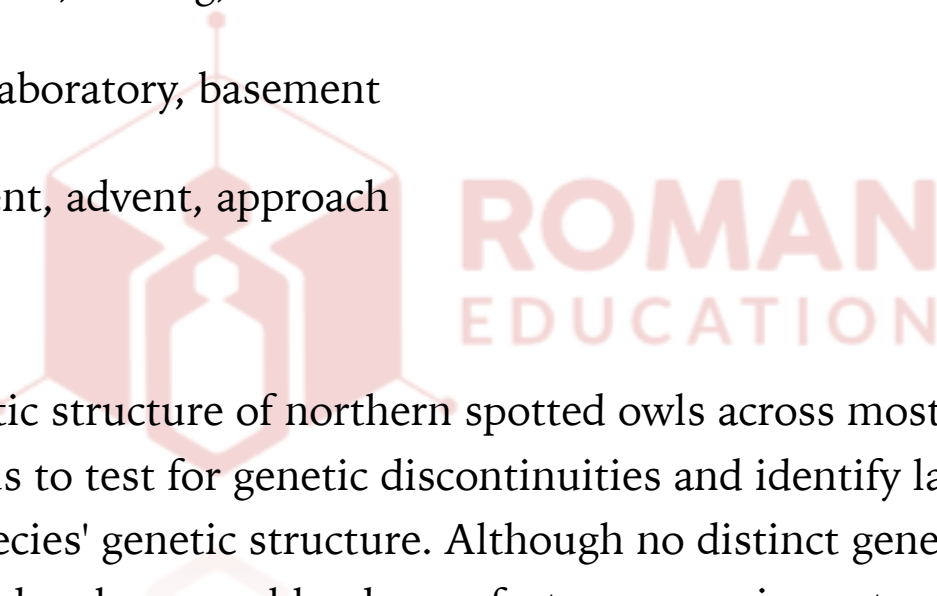 aboratory, basement
ent, advent, approach
ROMAN
EDUCATION
tic structure of northern spotted owls across most
s to test for genetic discontinuities and identify la
ecies' genetic structure. Although no distinct gene